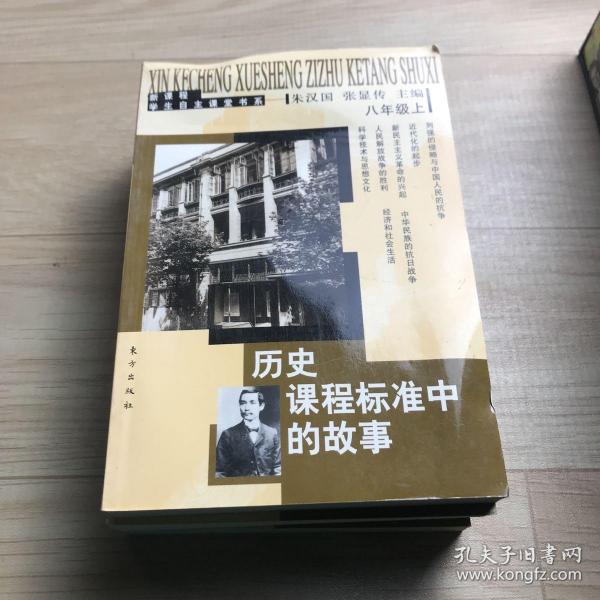 XIN KECHENG XUESHENG ZIZHU KETANG SHUXI
新课程
学生自主课堂书系
朱汉国 张显传 主编
八年级上
列强的侵略与中国人民的抗争
近代化的起步
新民主主义革命的兴起
人民解放战争的胜利
科学技术与思想文化
中华民族的抗日战争
经济和社会生活
东方出版社
历史
课程标准中
的故事
孔夫子旧书网
www.kongfz.com